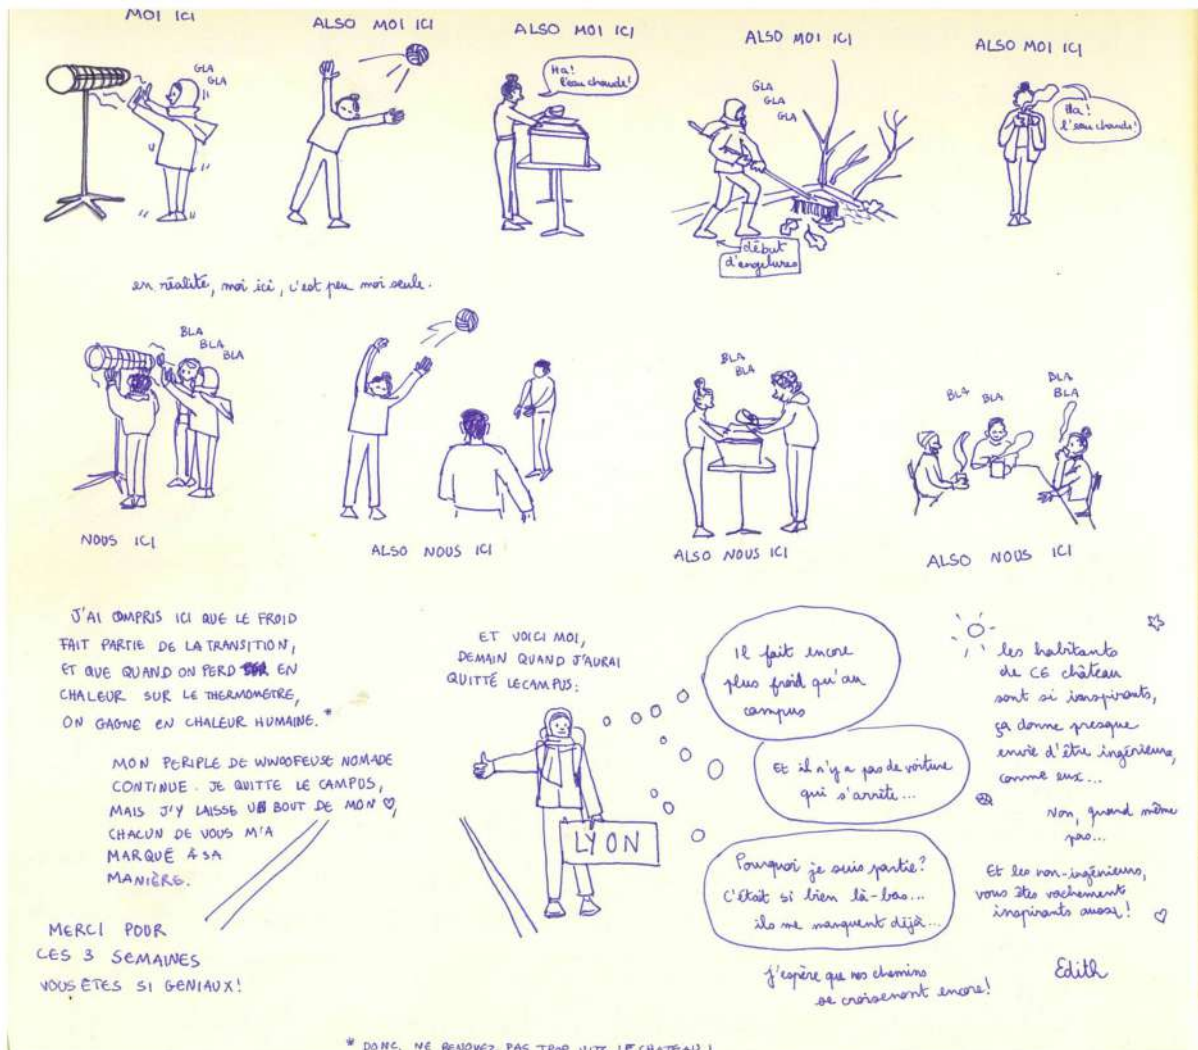 MOI ICI
ALSO MOI ICI
ALSO MOI ICI
ALSO MOI ICI
ALSO MOI ICI
GLA
GLA
Ha!
l'eau chaude!
GLA
GLA
GLA
Ha!
l'eau chaude!
début
d'engelures
en réalité, moi ici, c'est peu moi seule.
BLA
BLA
BLA
BLA
BLA
BLA
BLA
BLA
BLA
NOUS ICI
ALSO NOUS ICI
ALSO NOUS ICI
ALSO NOUS ICI
J'AI COMPRIS ICI QUE LE FROID
FAIT PARTIE DE LA TRANSITION,
ET QUE QUAND ON PERD EN
CHALEUR SUR LE THERMOMETRE,
ON GAGNE EN CHALEUR HUMAINE. *
MON PERIPLE DE WWOOFEUSE NOMADE
CONTINUE. JE QUITTE LE CAMPUS,
MAIS J'Y LAISSE UN BOUT DE MON ♡,
CHACUN DE VOUS M'A
MARQUÉ À SA
MANIÈRE.
MERCI POUR
CES 3 SEMAINES
VOUS ÊTES SI GENIAUX!
ET VOICI MOI,
DEMAIN QUAND J'AURAI
QUITTÉ LE CAMPUS:
LYON
Il fait encore
plus froid qu'au
campus
Et il n'y a pas de voiture
qui s'arrête...
Pourquoi je suis partie?
C'était si bien là-bas...
ils me manquent déjà...
J'espère que nos chemins
se croiseront encore!
les habitants
de CE château
sont si inspirants,
ça donne presque
envie d'être ingénieure,
comme eux...
Non, quand même
pas...
Et les non-ingénieurs,
vous êtes vachement
inspirants aussi! ♡
Edith
* DONC, NE RENOVEZ PAS TROP VITE LE CHATEAU!